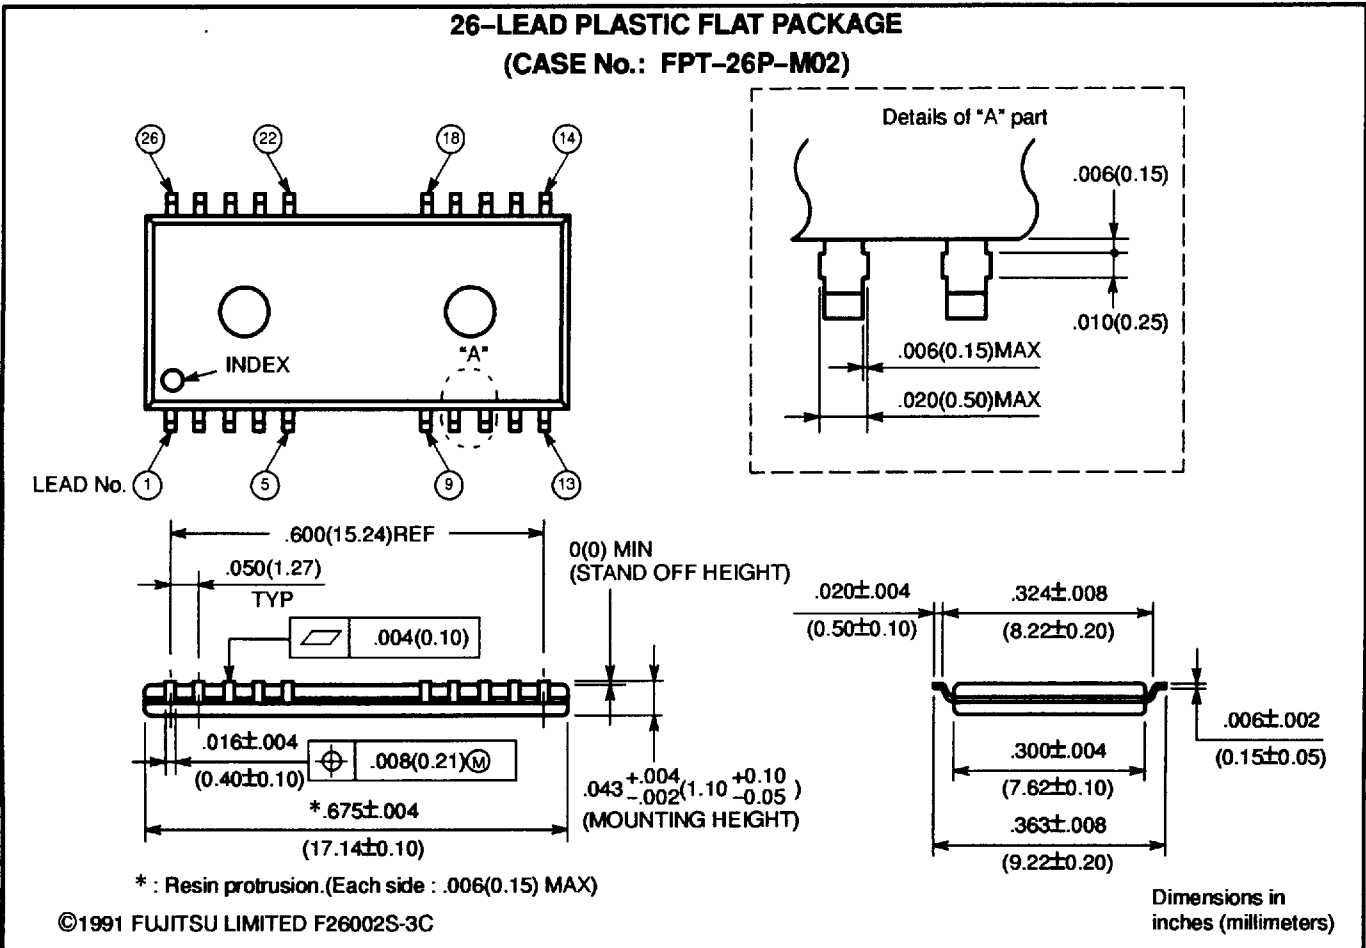 26–LEAD PLASTIC FLAT PACKAGE
(CASE No.: FPT–26P–M02)
Details of "A" part
26
22
18
14
.006(0.15)
.010(0.25)
.006(0.15)MAX
.020(0.50)MAX
"A"
INDEX
LEAD No.
1
5
9
13
.600(15.24)REF
.050(1.27)
TYP
0(0) MIN
(STAND OFF HEIGHT)
.004(0.10)
.016±.004
(0.40±0.10)
.008(0.21)Ⓜ
.043 +.004 –.002 (1.10 +0.10 –0.05 )
(MOUNTING HEIGHT)
*.675±.004
(17.14±0.10)
.020±.004
(0.50±0.10)
.324±.008
(8.22±0.20)
.006±.002
(0.15±0.05)
.300±.004
(7.62±0.10)
.363±.008
(9.22±0.20)
* : Resin protrusion.(Each side : .006(0.15) MAX)
©1991 FUJITSU LIMITED F26002S-3C
Dimensions in
inches (millimeters)